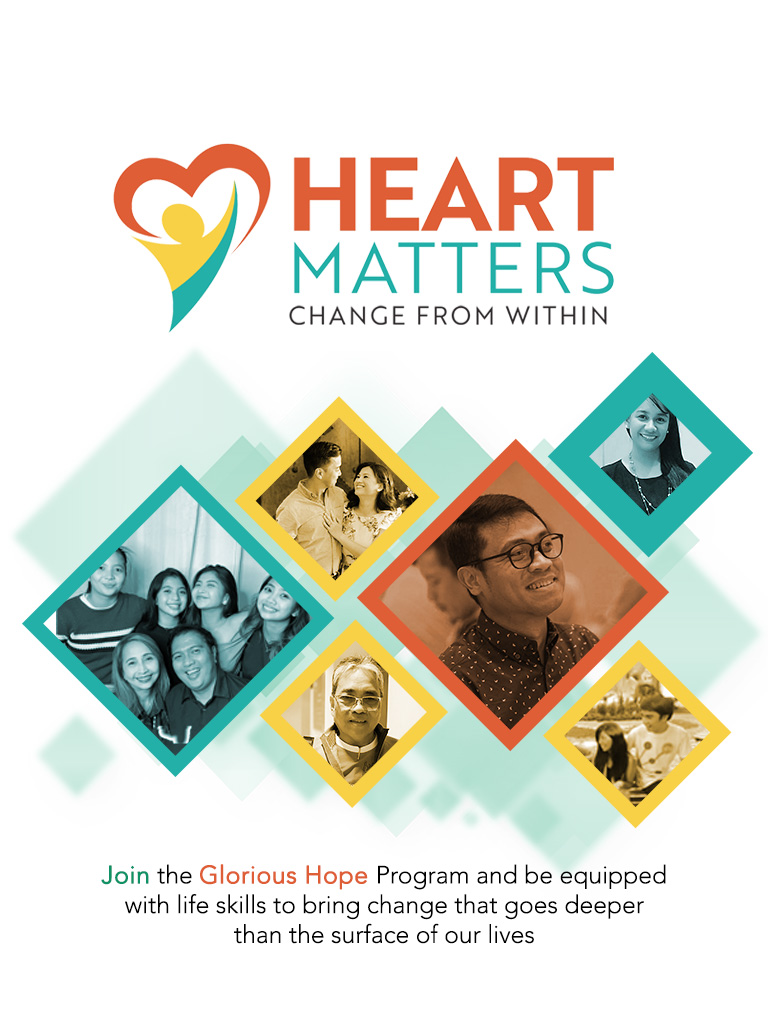 HEART
MATTERS
CHANGE FROM WITHIN
Join the Glorious Hope Program and be equipped
with life skills to bring change that goes deeper
than the surface of our lives